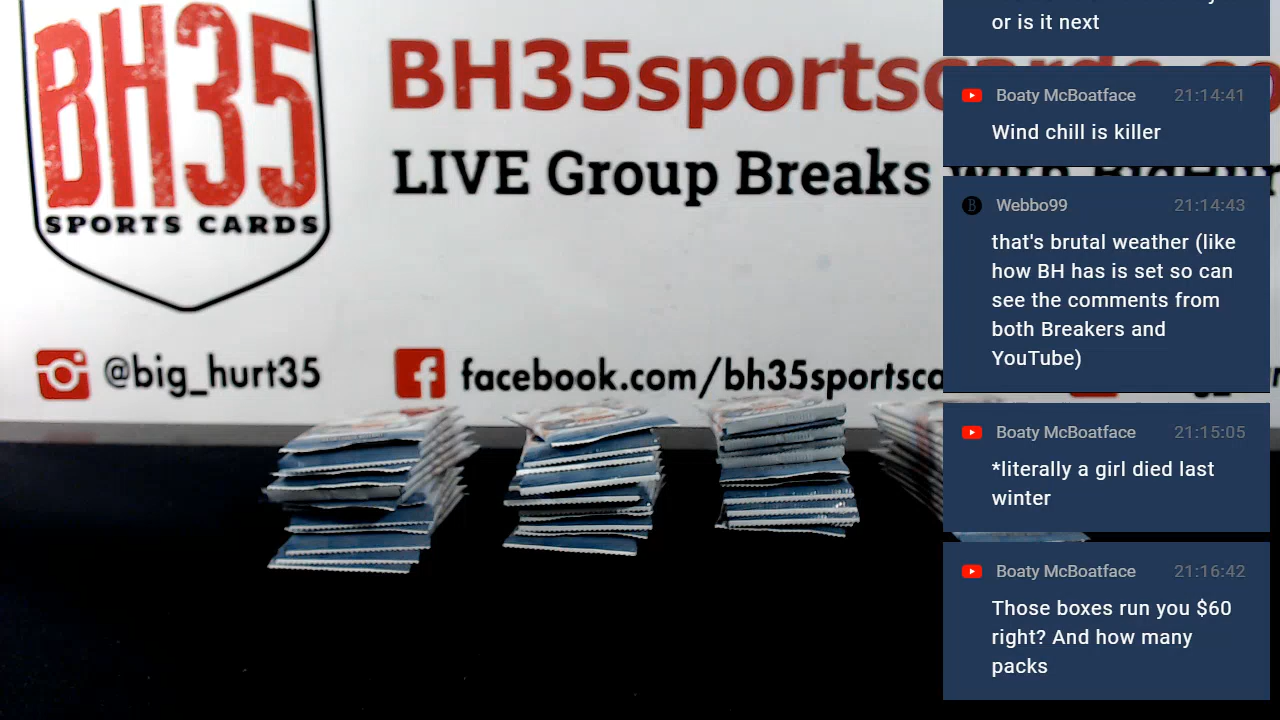 BH35
SPORTS CARDS
BH35sports
LIVE Group Breaks
@big_hurt35
facebook.com/bh35sportsca
or is it next
Boaty McBoatface 21:14:41
Wind chill is killer
Webbo99 21:14:43
that's brutal weather (like
how BH has is set so can
see the comments from
both Breakers and
YouTube)
Boaty McBoatface 21:15:05
*literally a girl died last
winter
Boaty McBoatface 21:16:42
Those boxes run you $60
right? And how many
packs